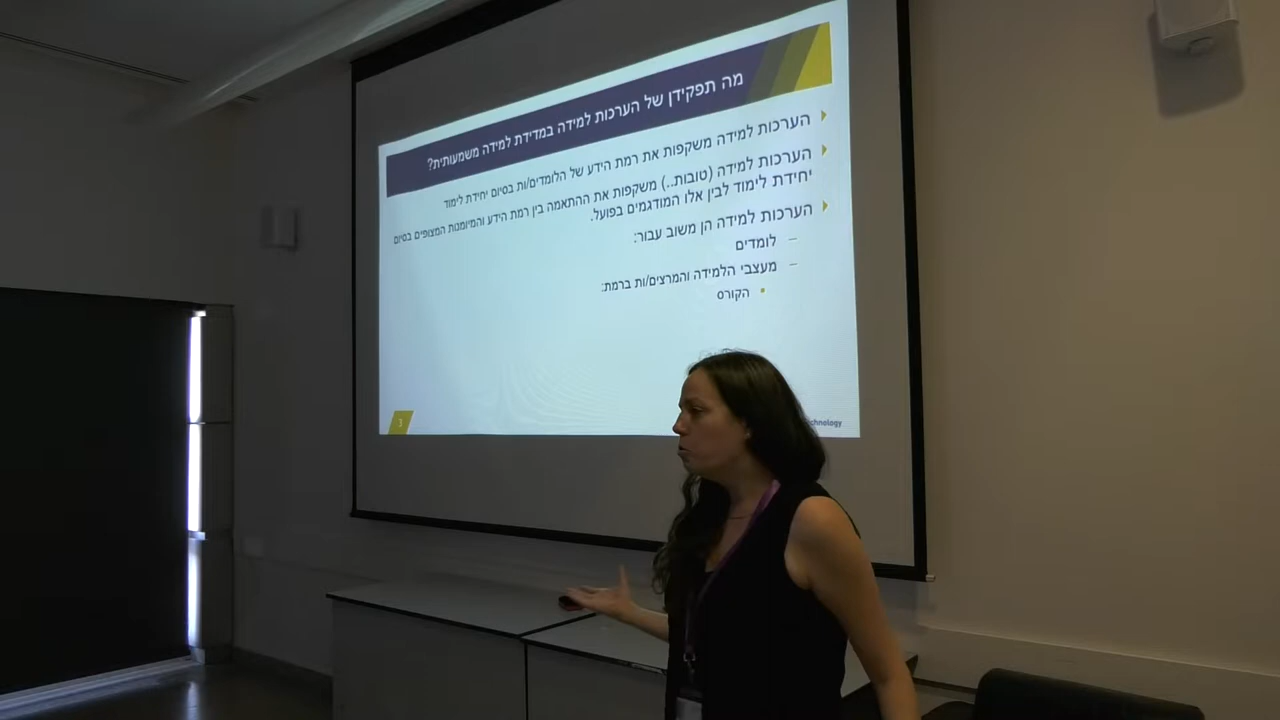 מה תפקידן של הערכות למידה במדידת למידה משמעותית?
הערכות למידה משקפות את רמת הידע של הלומדים/ות בסיום יחידת לימוד
הערכות למידה (טובות..) משקפות את ההתאמה בין רמת הידע והמיומנות המצופים בסיום
יחידת לימוד לבין אלו המודגמים בפועל.
הערכות למידה הן משוב עבור:
– לומדים
– מעצבי הלמידה והמרצים/ות ברמת:
• הקורס
3
chnology